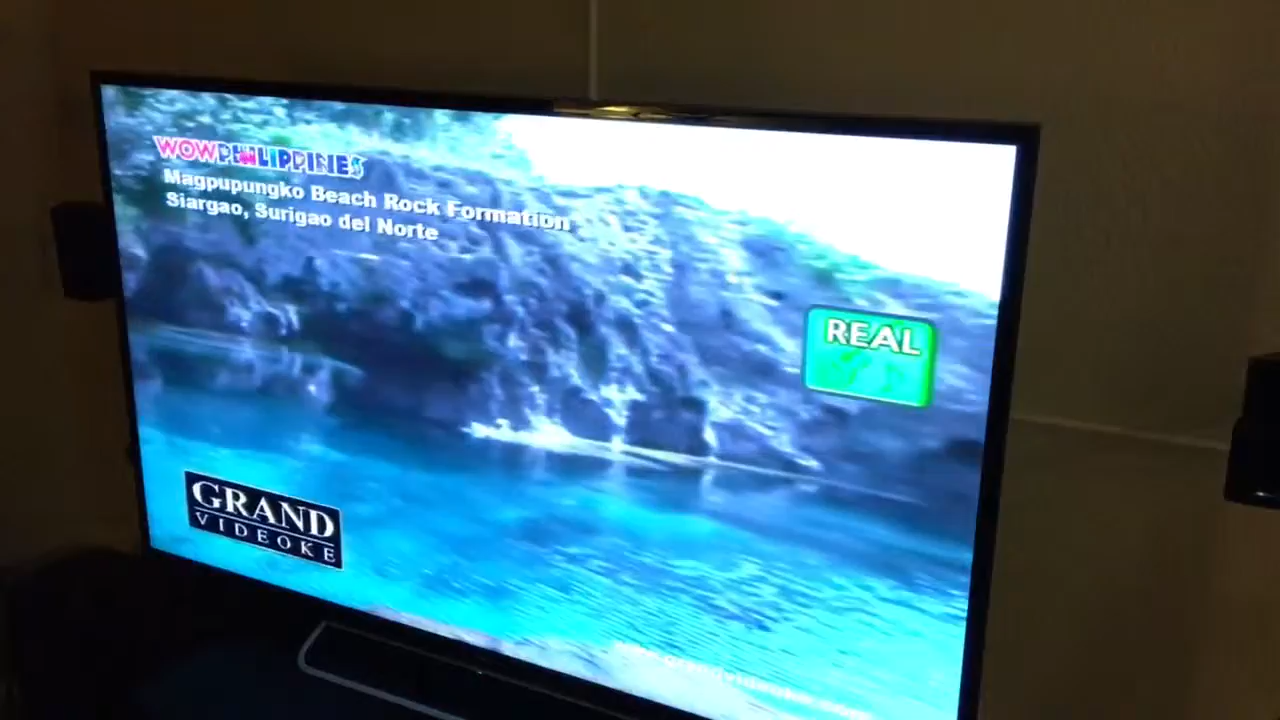 WOWPHILIPPINES
Magpupungko Beach Rock Formation
Siargao, Surigao del Norte
REAL
GRAND
VIDEOKE